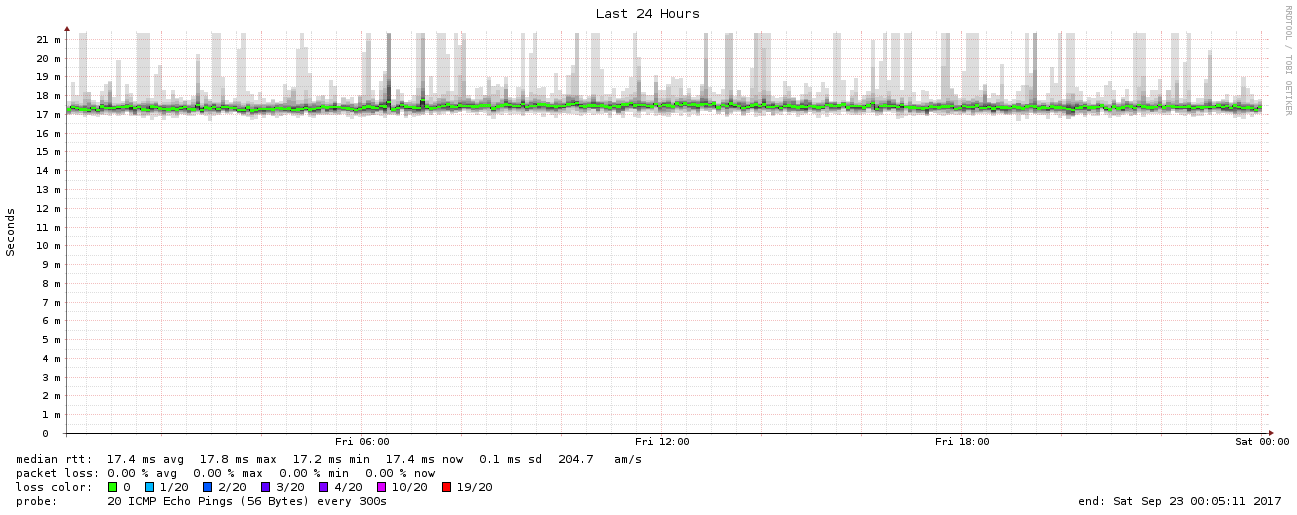 Last 24 Hours
RRDTOOL / TOBI OETIKER
Seconds
21 m
20 m
19 m
18 m
17 m
16 m
15 m
14 m
13 m
12 m
11 m
10 m
9 m
8 m
7 m
6 m
5 m
4 m
3 m
2 m
1 m
0
Fri 06:00 Fri 12:00 Fri 18:00 Sat 00:00
median rtt: 17.4 ms avg 17.8 ms max 17.2 ms min 17.4 ms now 0.1 ms sd 204.7 am/s
packet loss: 0.00 % avg 0.00 % max 0.00 % min 0.00 % now
loss color: 0 1/20 2/20 3/20 4/20 10/20 19/20
probe: 20 ICMP Echo Pings (56 Bytes) every 300s end: Sat Sep 23 00:05:11 2017